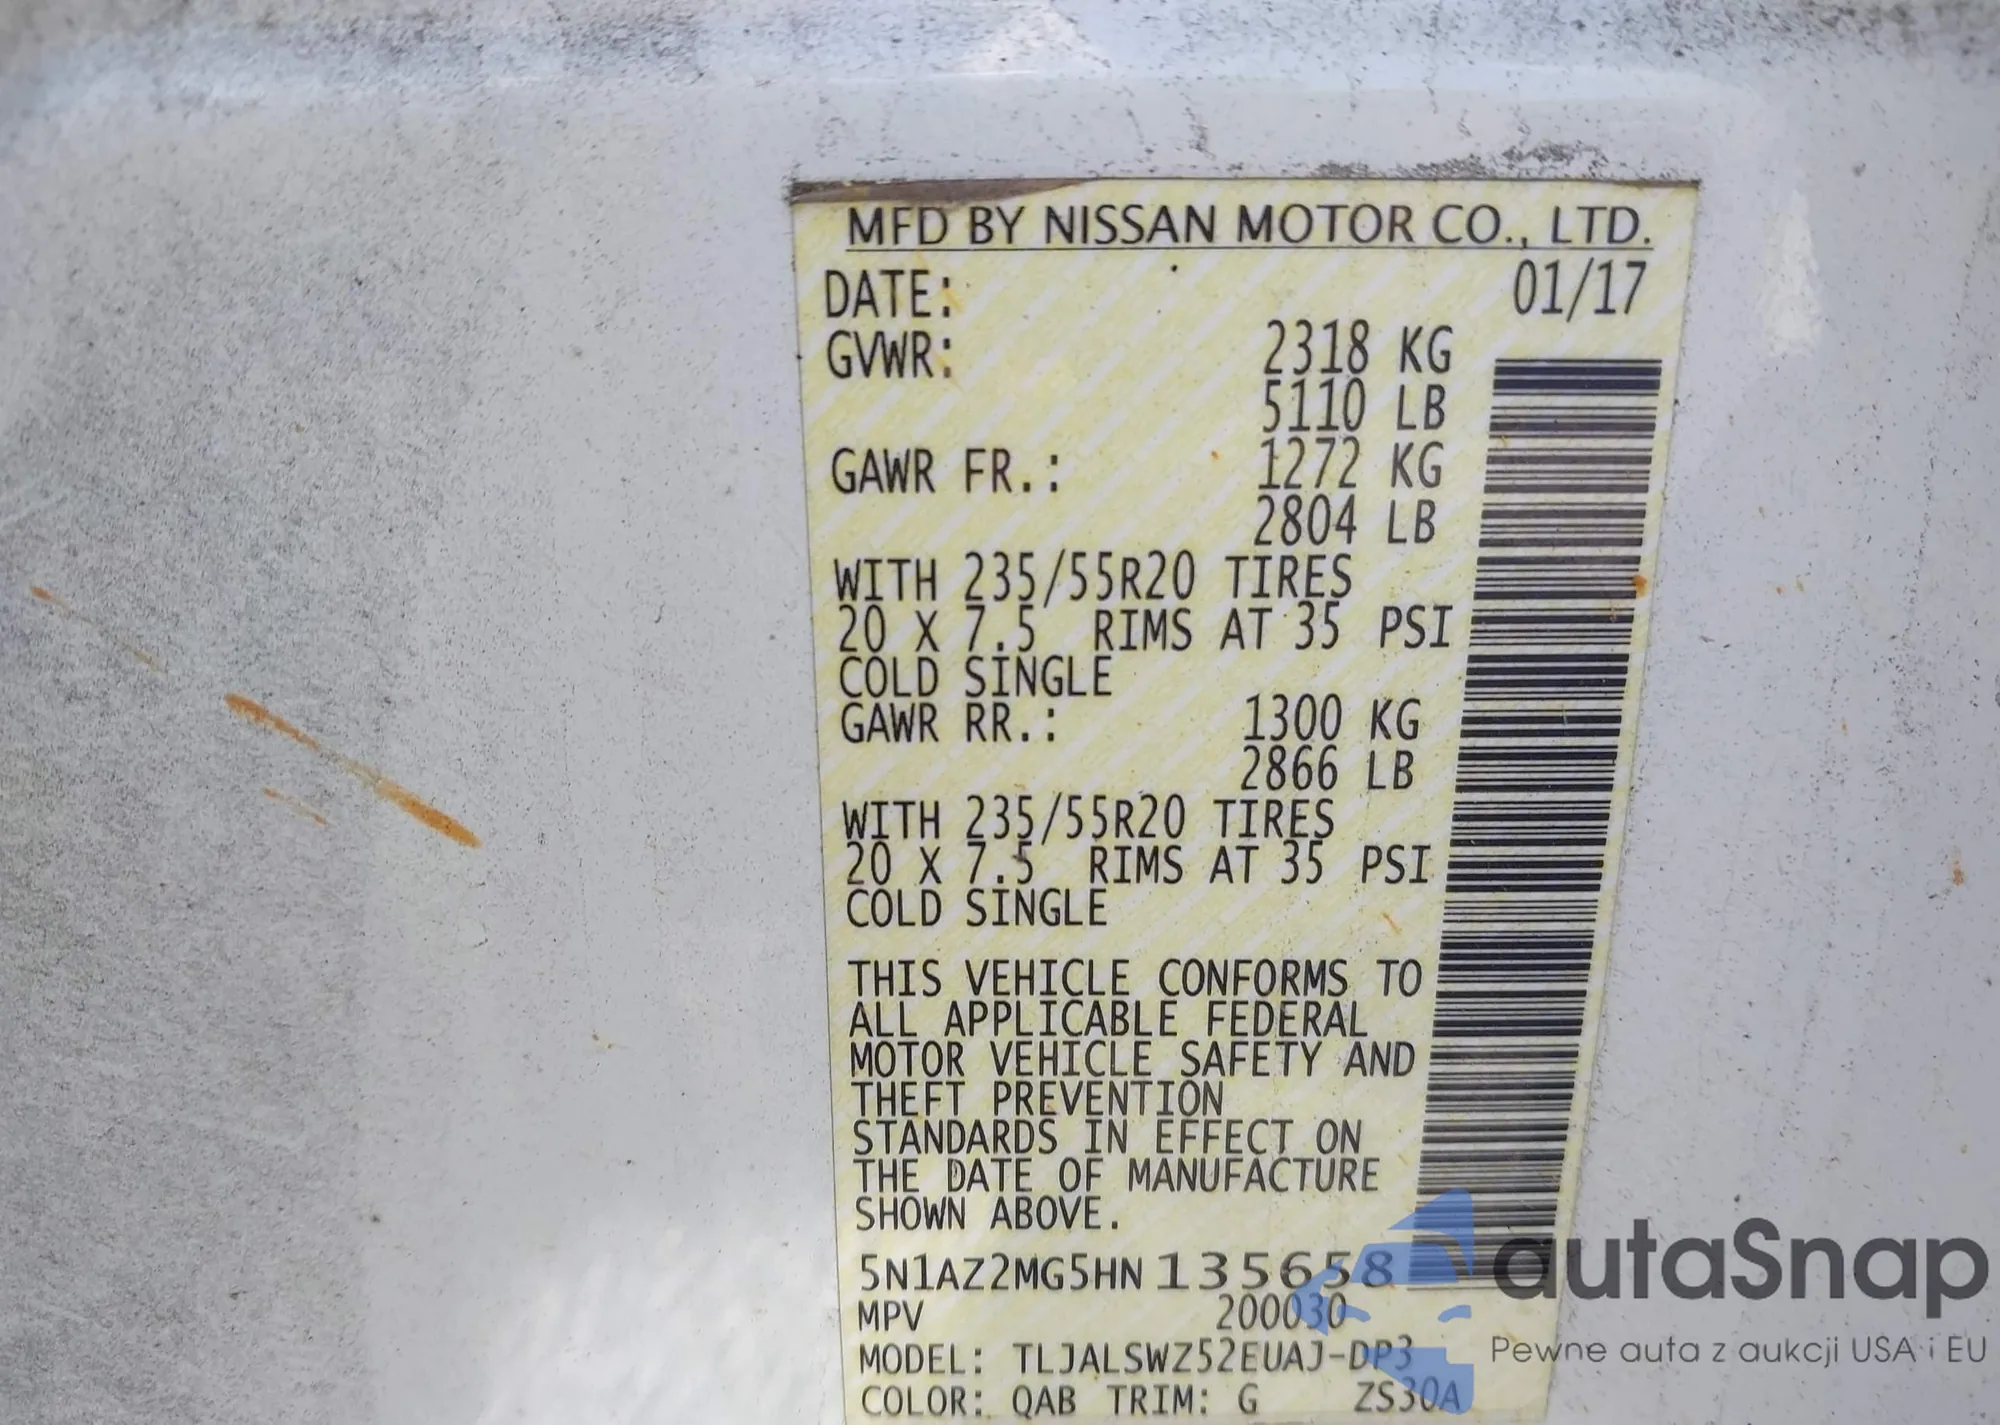 MFD BY NISSAN MOTOR CO., LTD.
DATE: 01/17
GVWR: 2318 KG
5110 LB
GAWR FR.: 1272 KG
2804 LB
WITH 235/55R20 TIRES
20 X 7.5 RIMS AT 35 PSI
COLD SINGLE
GAWR RR.: 1300 KG
2866 LB
WITH 235/55R20 TIRES
20 X 7.5 RIMS AT 35 PSI
COLD SINGLE
THIS VEHICLE CONFORMS TO
ALL APPLICABLE FEDERAL
MOTOR VEHICLE SAFETY AND
THEFT PREVENTION
STANDARDS IN EFFECT ON
THE DATE OF MANUFACTURE
SHOWN ABOVE.
5N1AZ2MG5HN135658
MPV 200030
MODEL: TLJALSWZ52EUAJ-DP3
COLOR: QAB TRIM: G ZS30A
autaSnap
Pewne auta z aukcji USA i EU